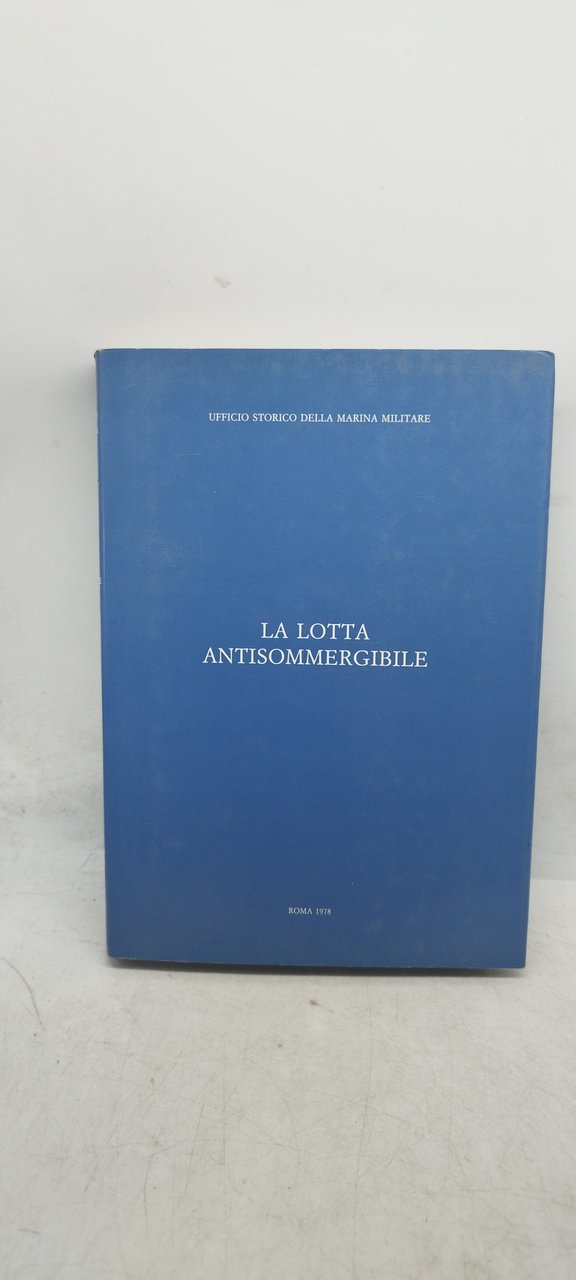 UFFICIO STORICO DELLA MARINA MILITARE
LA LOTTA
ANTISOMMERGIBILE
ROMA 1978